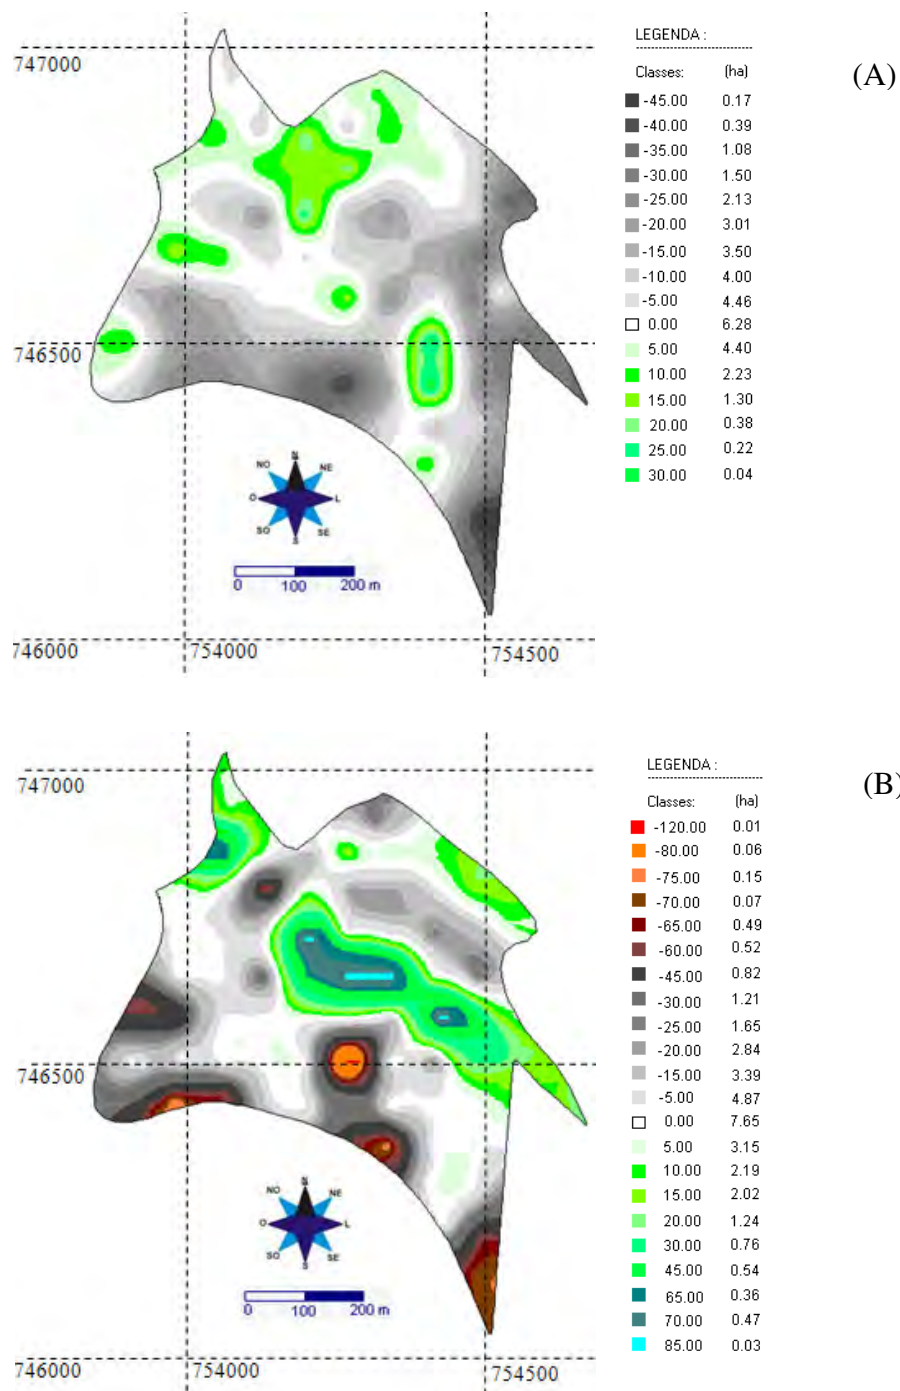 LEGENDA :
(A)
Classes: (ha)
-45.00 0.17
-40.00 0.39
-35.00 1.08
-30.00 1.50
-25.00 2.13
-20.00 3.01
-15.00 3.50
-10.00 4.00
-5.00 4.46
0.00 6.28
5.00 4.40
10.00 2.23
15.00 1.30
20.00 0.38
25.00 0.22
30.00 0.04
747000
746500
N
NO NE
O L
SO SE
S
0 100 200 m
746000 754000 754500
LEGENDA :
(B)
Classes: (ha)
-120.00 0.01
-80.00 0.06
-75.00 0.15
-70.00 0.07
-65.00 0.49
-60.00 0.52
-45.00 0.82
-30.00 1.21
-25.00 1.65
-20.00 2.84
-15.00 3.39
-5.00 4.87
0.00 7.65
5.00 3.15
10.00 2.19
15.00 2.02
20.00 1.24
30.00 0.76
45.00 0.54
65.00 0.36
70.00 0.47
85.00 0.03
747000
746500
N
NO NE
O L
SO SE
S
0 100 200 m
746000 754000 754500